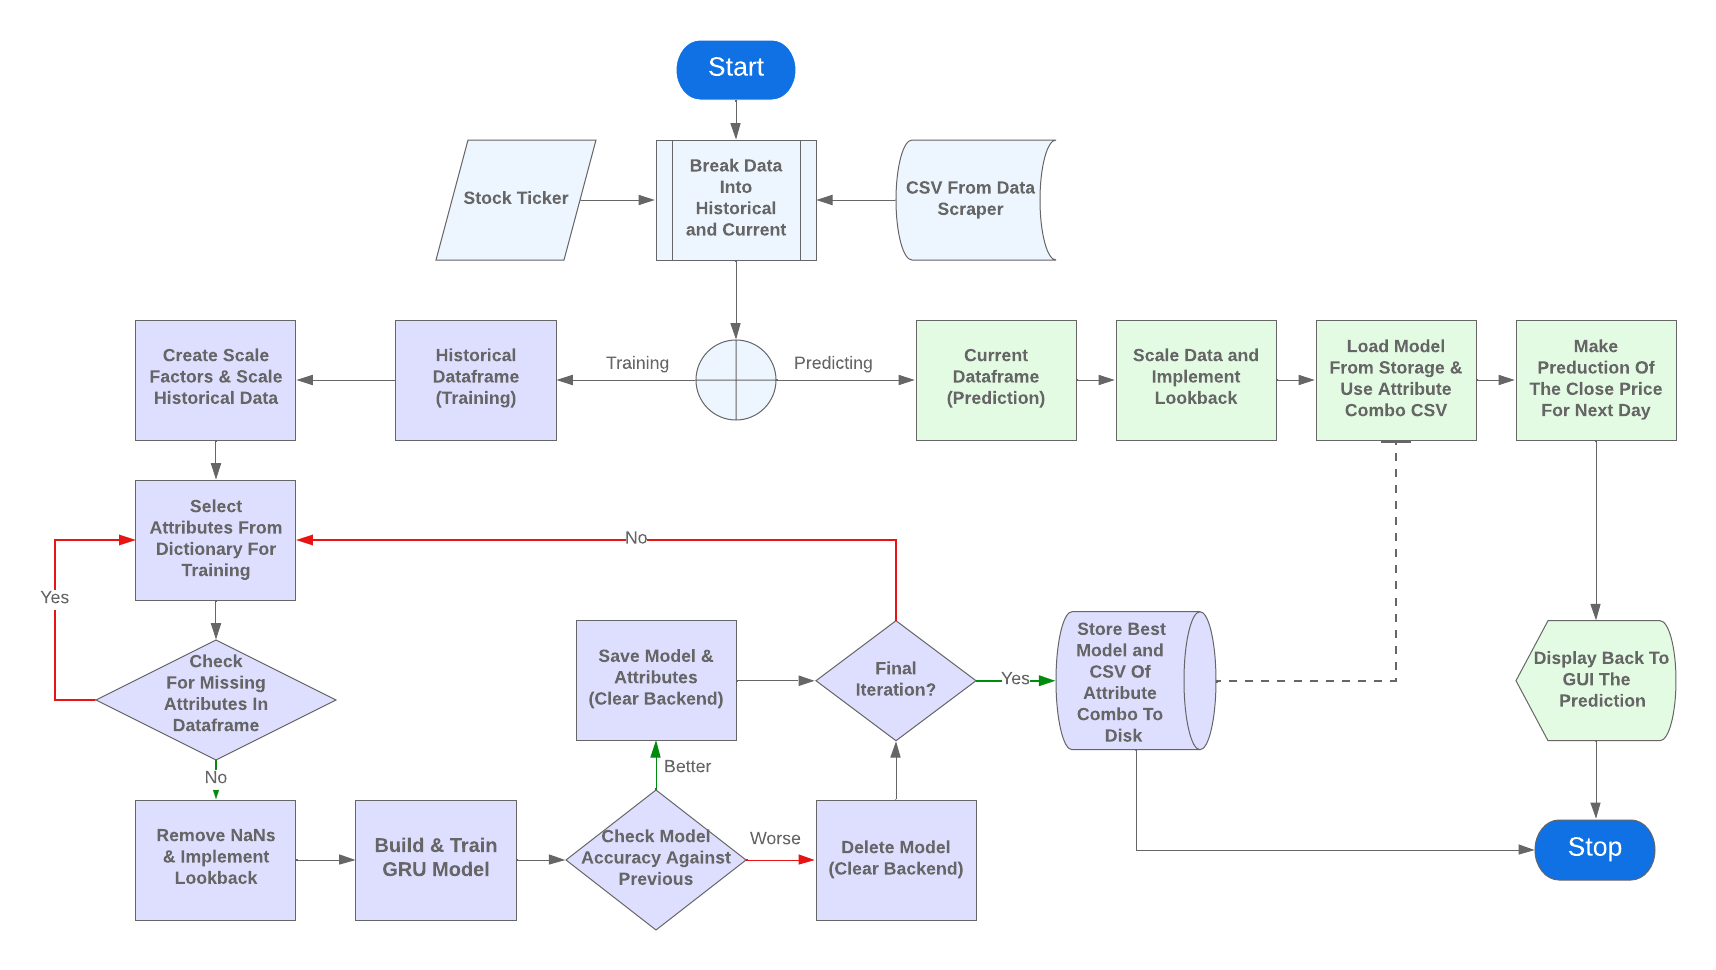 Start
Stock Ticker
Break Data
Into
Historical
and Current
CSV From Data
Scraper
Create Scale
Factors & Scale
Historical Data
Historical
Dataframe
(Training)
Training
Predicting
Current
Dataframe
(Prediction)
Scale Data and
Implement
Lookback
Load Model
From Storage &
Use Attribute
Combo CSV
Make
Preduction Of
The Close Price
For Next Day
Select
Attributes From
Dictionary For
Training
No
Yes
Check
For Missing
Attributes In
Dataframe
Save Model &
Attributes
(Clear Backend)
Final
Iteration?
Yes
Store Best
Model and
CSV Of
Attribute
Combo To
Disk
Display Back To
GUI The
Prediction
No
Better
Remove NaNs
& Implement
Lookback
Build & Train
GRU Model
Check Model
Accuracy Against
Previous
Worse
Delete Model
(Clear Backend)
Stop